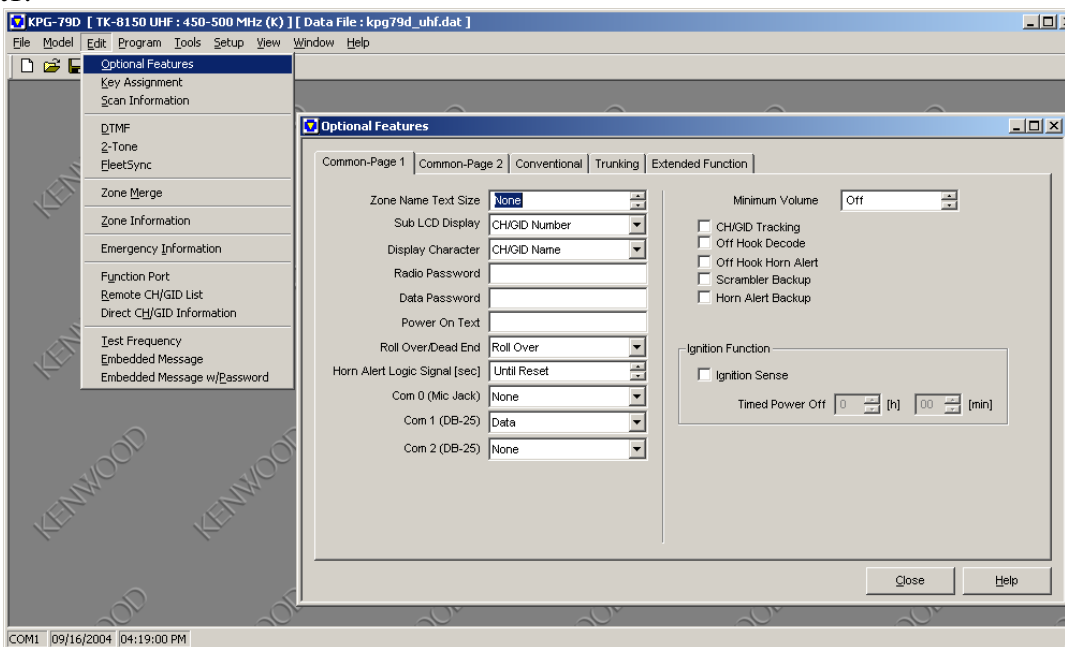 KPG-79D [ TK-8150 UHF : 450-500 MHz (K) ] [ Data File : kpg79d_uhf.dat ]
File Model Edit Program Tools Setup View Window Help
Optional Features
Key Assignment
Scan Information
DTMF
2-Tone
FleetSync
Zone Merge
Zone Information
Emergency Information
Function Port
Remote CH/GID List
Direct CH/GID Information
Test Frequency
Embedded Message
Embedded Message w/Password
Optional Features
Common-Page 1 Common-Page 2 Conventional Trunking Extended Function
Zone Name Text Size None
Sub LCD Display CH/GID Number
Display Character CH/GID Name
Radio Password
Data Password
Power On Text
Roll Over/Dead End Roll Over
Horn Alert Logic Signal [sec] Until Reset
Com 0 (Mic Jack) None
Com 1 (DB-25) Data
Com 2 (DB-25) None
Minimum Volume Off
CH/GID Tracking
Off Hook Decode
Off Hook Horn Alert
Scrambler Backup
Horn Alert Backup
Ignition Function
Ignition Sense
Timed Power Off 0 [h] 00 [min]
Close Help
KENWOOD
KENWOOD
COM1 09/16/2004 04:19:00 PM